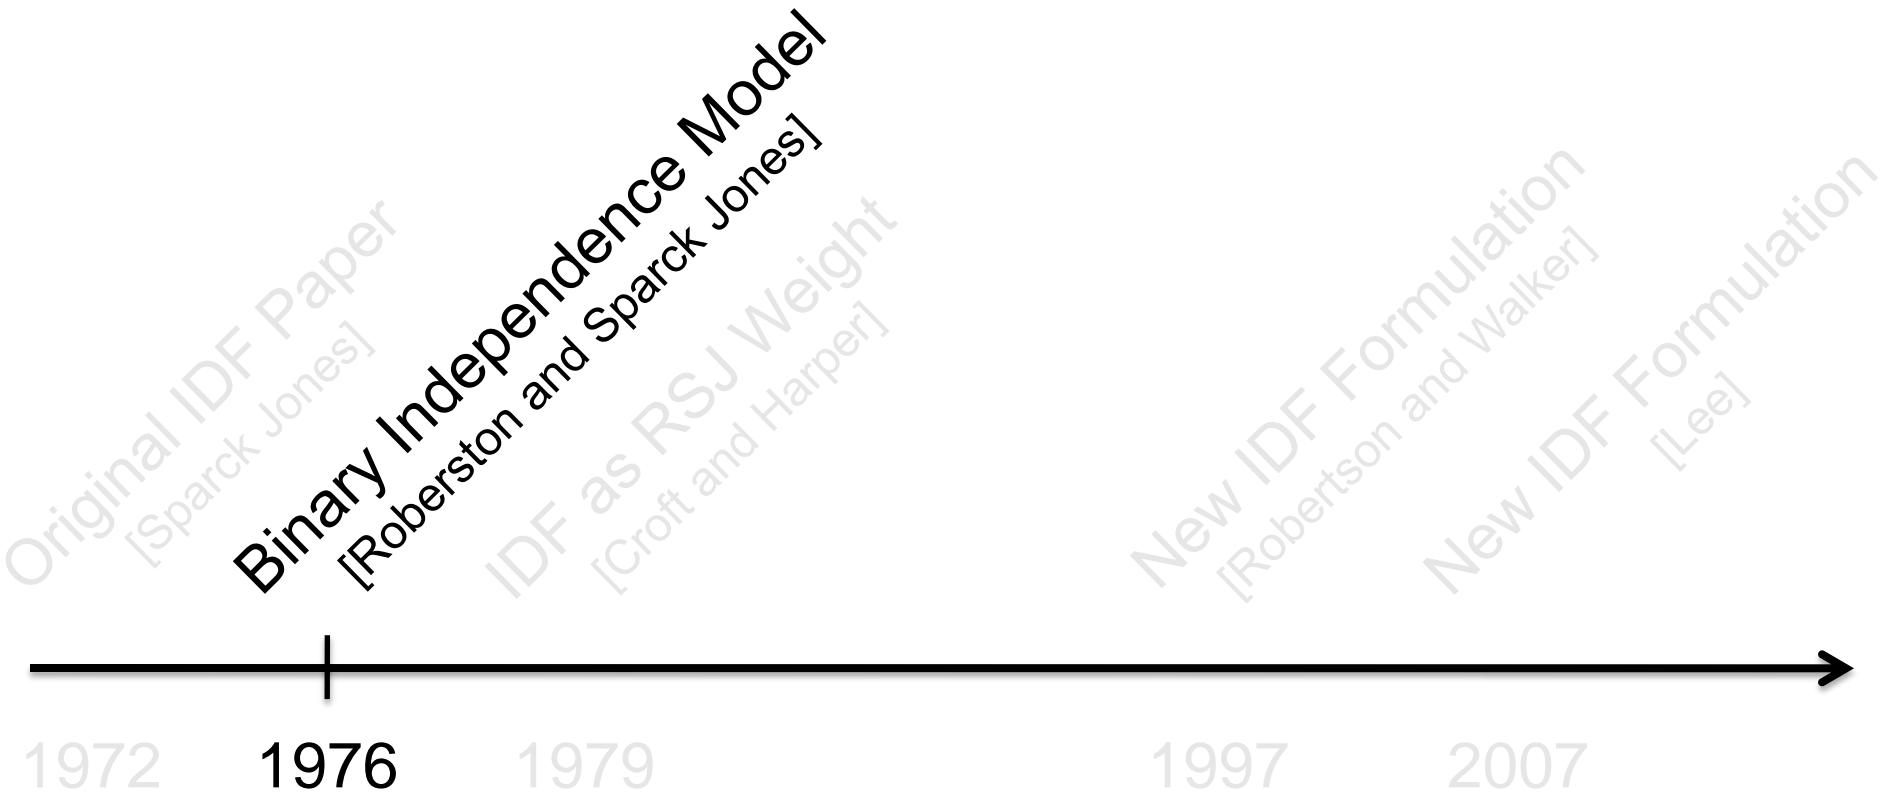 Original IDF Paper
[Sparck Jones]
Binary Independence Model
[Roberston and Sparck Jones]
IDF as RSJ Weight
[Croft and Harper]
New IDF Formulation
[Robertson and Walker]
New IDF Formulation
[Lee]
1972 1976 1979 1997 2007